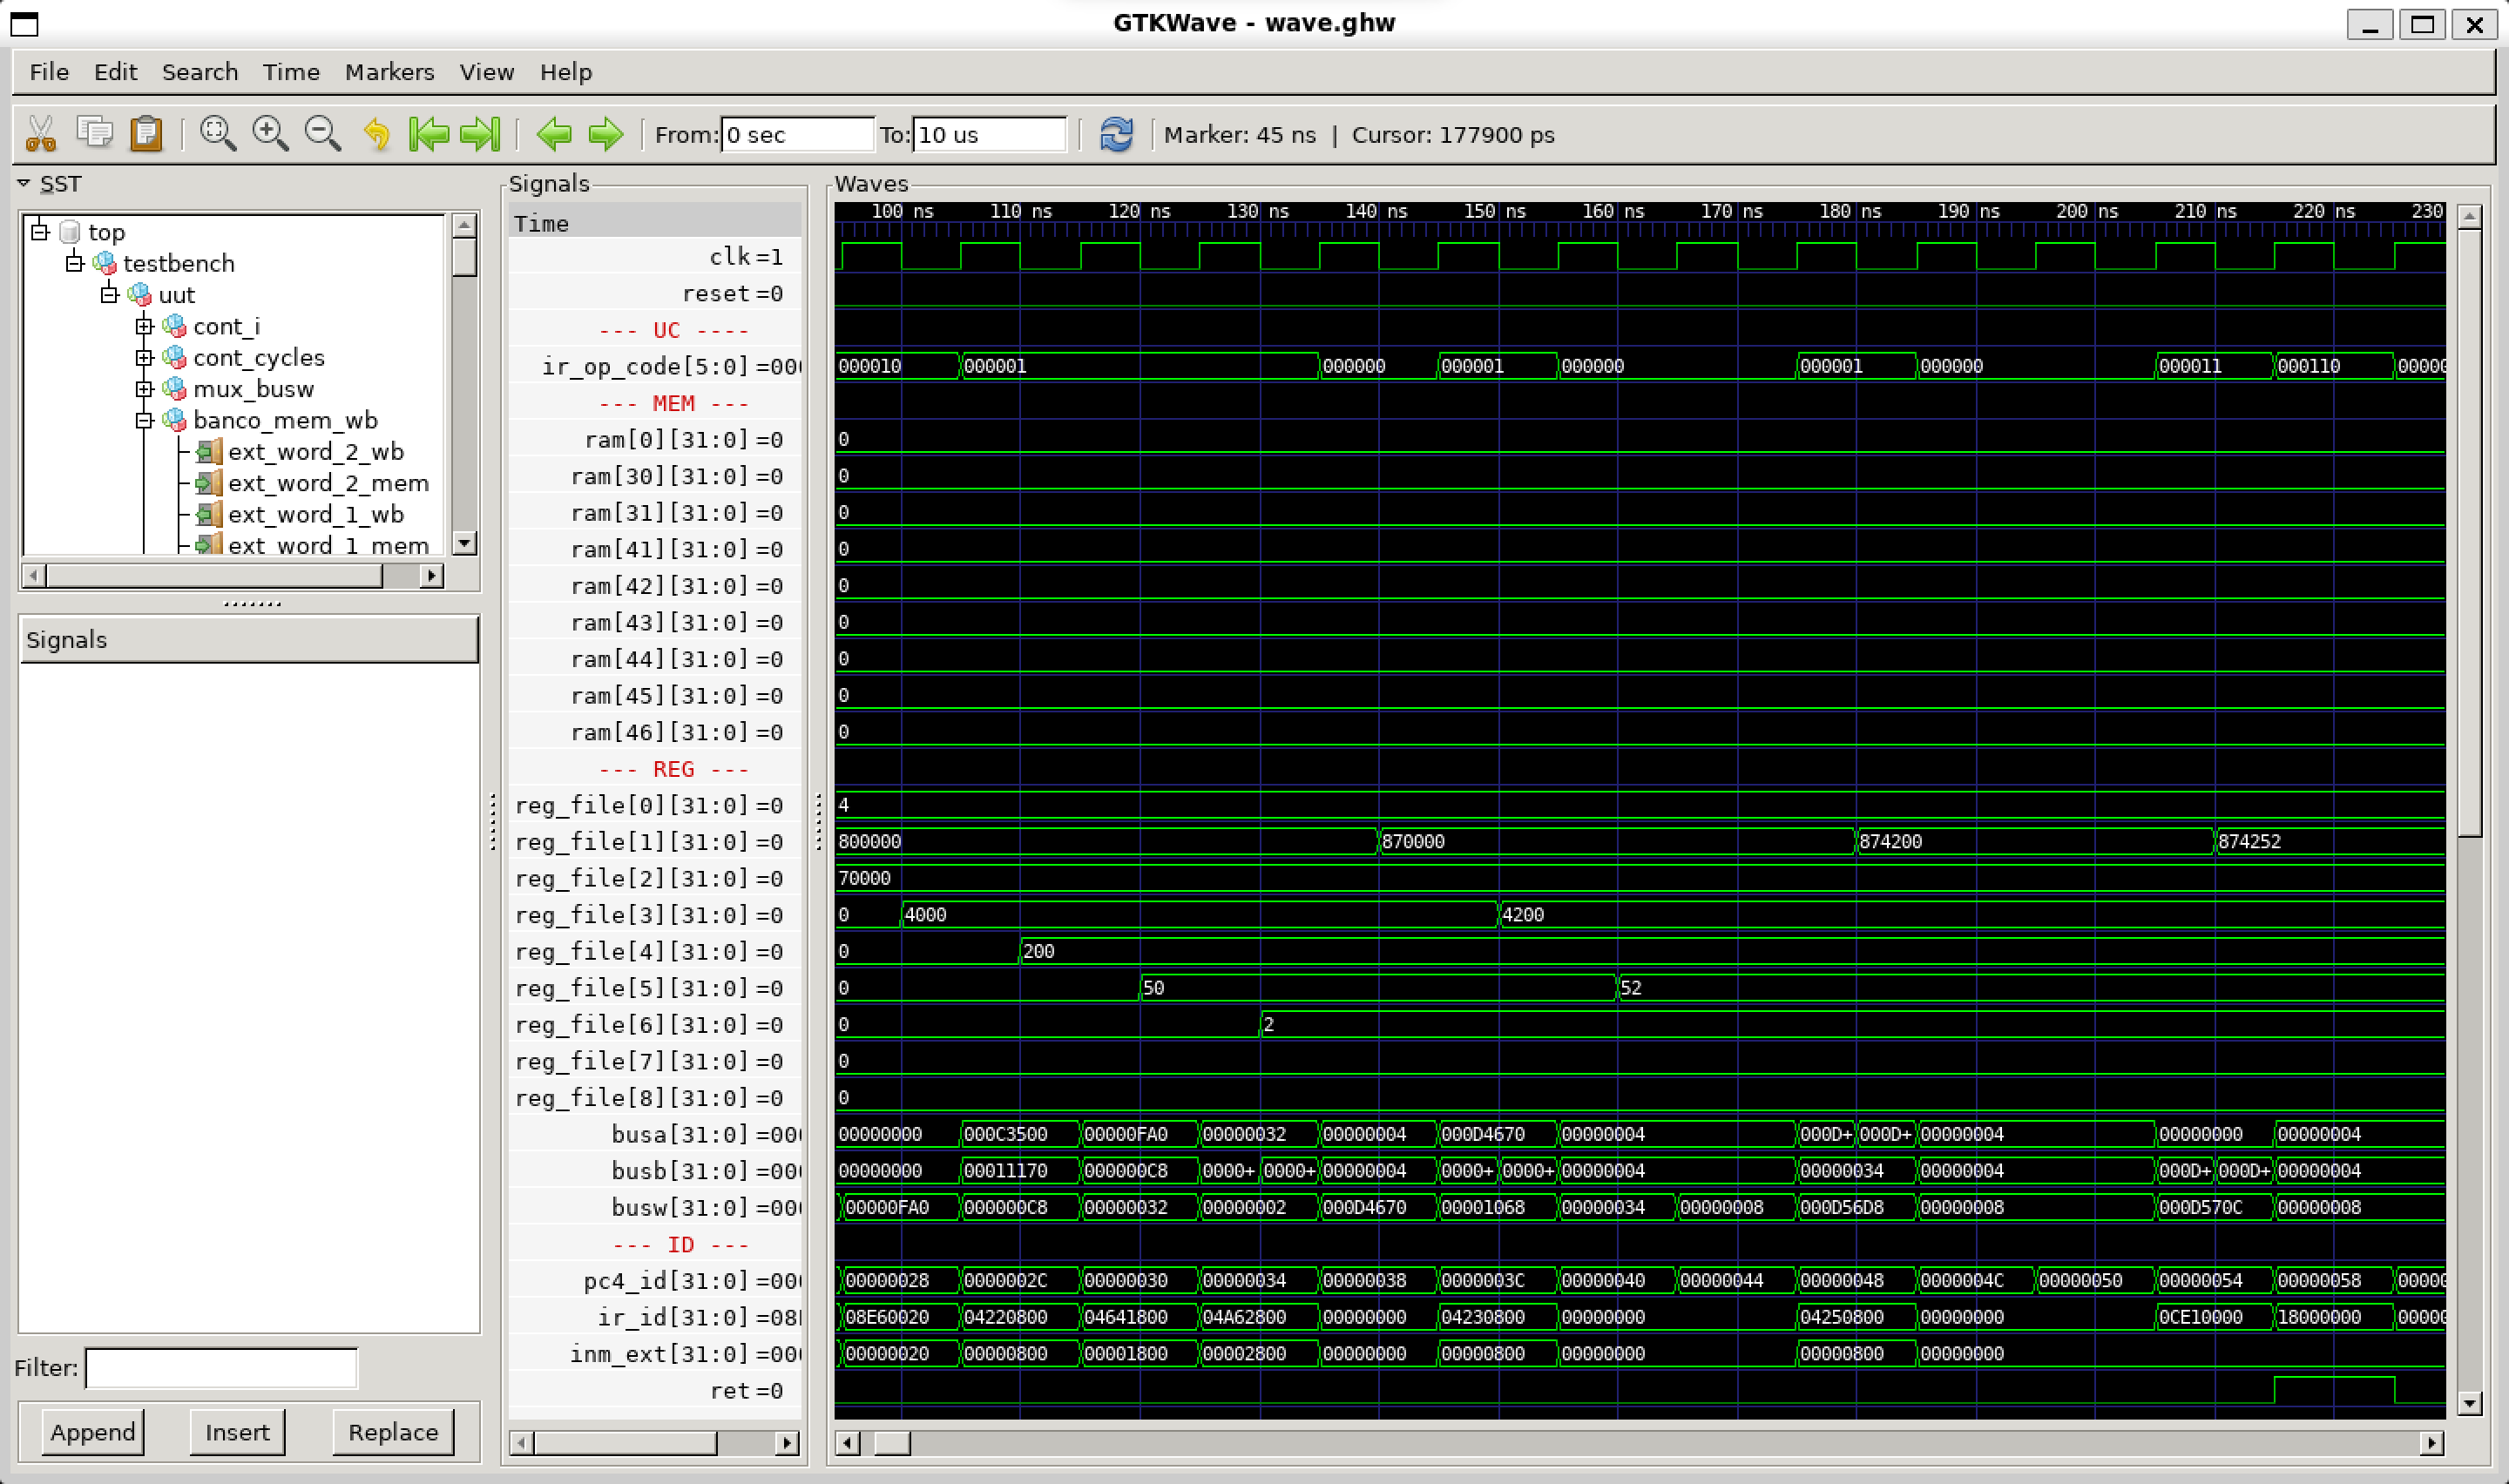 GTKWave - wave.ghw
File Edit Search Time Markers View Help
From: 0 sec To: 10 us Marker: 45 ns | Cursor: 177900 ps
SST
top
testbench
uut
cont_i
cont_cycles
mux_busw
banco_mem_wb
ext_word_2_wb
ext_word_2_mem
ext_word_1_wb
ext_word_1_mem
Signals
Filter:
Append Insert Replace
Signals
Waves
Time 100 ns 110 ns 120 ns 130 ns 140 ns 150 ns 160 ns 170 ns 180 ns 190 ns 200 ns 210 ns 220 ns 230
clk =1
reset =0
--- UC ----
ir_op_code[5:0] =000 000010 000001 000000 000001 000000 000001 000000 000011 000110 00000
--- MEM ---
ram[0][31:0] =0 0
ram[30][31:0] =0 0
ram[31][31:0] =0 0
ram[41][31:0] =0 0
ram[42][31:0] =0 0
ram[43][31:0] =0 0
ram[44][31:0] =0 0
ram[45][31:0] =0 0
ram[46][31:0] =0 0
--- REG ---
reg_file[0][31:0] =0 4
reg_file[1][31:0] =0 800000 870000 874200 874252
reg_file[2][31:0] =0 70000
reg_file[3][31:0] =0 0 4000 4200
reg_file[4][31:0] =0 0 200
reg_file[5][31:0] =0 0 50 52
reg_file[6][31:0] =0 0 2
reg_file[7][31:0] =0 0
reg_file[8][31:0] =0 0
busa[31:0] =000 00000000 000C3500 00000FA0 00000032 00000004 000D4670 00000004 000D+ 000D+ 00000004 00000000 00000004
busb[31:0] =000 00000000 00011170 000000C8 0000+ 0000+ 00000004 0000+ 0000+ 00000004 00000034 00000004 000D+ 000D+ 00000004
busw[31:0] =000 00000FA0 000000C8 00000032 00000002 000D4670 00001068 00000034 00000008 000D56D8 00000008 000D570C 00000008
--- ID ---
pc4_id[31:0] =000 00000028 0000002C 00000030 00000034 00000038 0000003C 00000040 00000044 00000048 0000004C 00000050 00000054 00000058 00000
ir_id[31:0] =08 08E60020 04220800 04641800 04A62800 00000000 04230800 00000000 04250800 00000000 0CE10000 18000000 00000
inm_ext[31:0] =000 00000020 00000800 00001800 00002800 00000000 00000800 00000000 00000800 00000000
ret =0